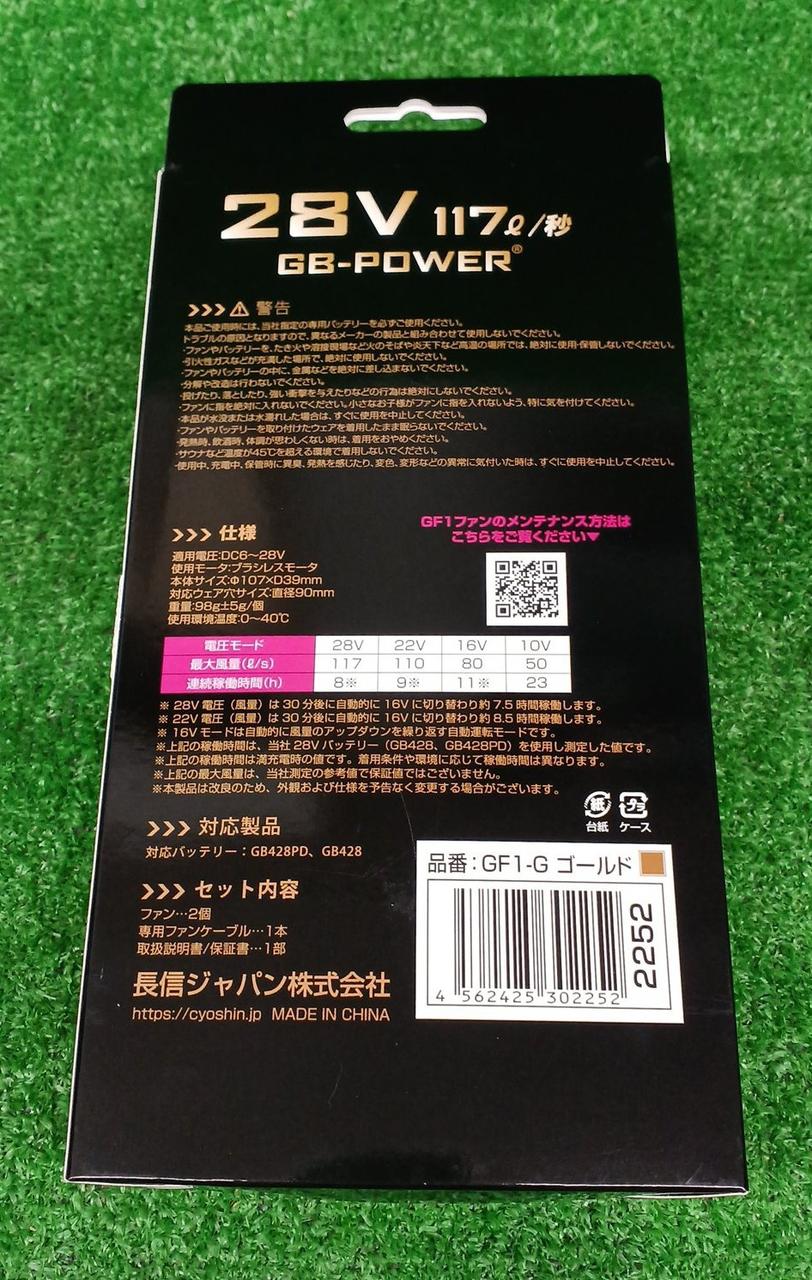 28V 117ℓ/秒
GB-POWER®
>>>⚠警告
本品ご使用時には、当社指定の専用バッテリーを必ずご使用ください。
トラブルの原因となりますので、異なるメーカーの製品と組み合わせて使用しないでください。
・ファンやバッテリーを、たき火や溶接現場など火のそばや炎天下など高温の場所では、絶対に使用・保管しないでください。
・引火性ガスなどが充満した場所で、絶対に使用しないでください。
・ファンやバッテリーの中に、金属などを絶対に差し込まないでください。
・分解や改造は行わないでください。
・投げたり、落としたり、強い衝撃を与えたりなどの行為は絶対にしないでください。
・ファンに指を絶対に入れないでください。小さなお子様がファンに指を入れないよう、特に気を付けてください。
・本品が水没または水濡れした場合は、すぐに使用を中止してください。
・ファンやバッテリーを取り付けたウェアを着用したまま眠らないでください。
・発熱時、飲酒時、体調が思わしくない時は、着用をおやめください。
・サウナなど温度が45℃を超える環境で着用しないでください。
・使用中、充電中、保管時に異臭、発熱を感じたり、変色、変形などの異常に気付いた時は、すぐに使用を中止してください。
>>>仕様
適用電圧:DC6〜28V
使用モータ:ブラシレスモータ
本体サイズ:Φ107×D39mm
対応ウェア穴サイズ:直径90mm
重量:98g±5g/個
使用環境温度:0〜40℃
GF1ファンのメンテナンス方法は
こちらをご覧ください▼
電圧モード 28V 22V 16V 10V
最大風量(ℓ/s) 117 110 80 50
連続稼働時間(h) 8※ 9※ 11※ 23
※ 28V 電圧（風量）は 30 分後に自動的に 16V に切り替わり約 7.5 時間稼働します。
※ 22V 電圧（風量）は 30 分後に自動的に 16V に切り替わり約 8.5 時間稼働します。
※ 16V モードは自動的に風量のアップダウンを繰り返す自動運転モードです。
※上記の稼働時間は、当社 28V バッテリー（GB428、GB428PD）を使用し測定した値です。
※上記の稼働時間は満充電時の値です。着用条件や環境に応じて稼働時間は異なります。
※上記の最大風量は、当社測定の参考値で保証値ではございません。
※本製品は改良のため、外観および仕様を予告なく変更する場合がございます。
紙 プラ
台紙 ケース
>>>対応製品
対応バッテリー：GB428PD、GB428
>>>セット内容
ファン…2個
専用ファンケーブル…1本
取扱説明書/保証書…1部
長信ジャパン株式会社
https://cyoshin.jp MADE IN CHINA
品番：GF1-G ゴールド
4 562425 302252
2252